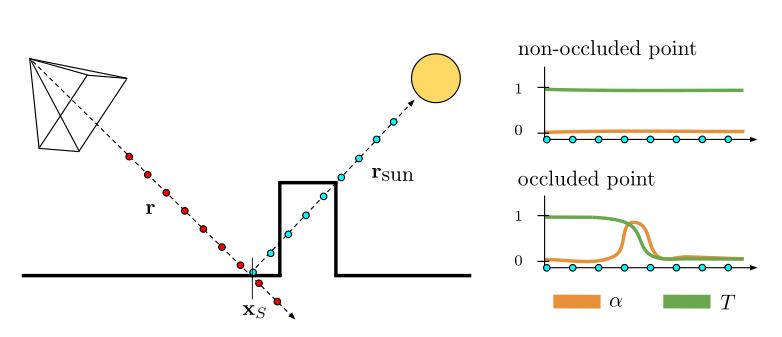 non-occluded point
1
0
r
r_sun
x_S
occluded point
1
0
α
T